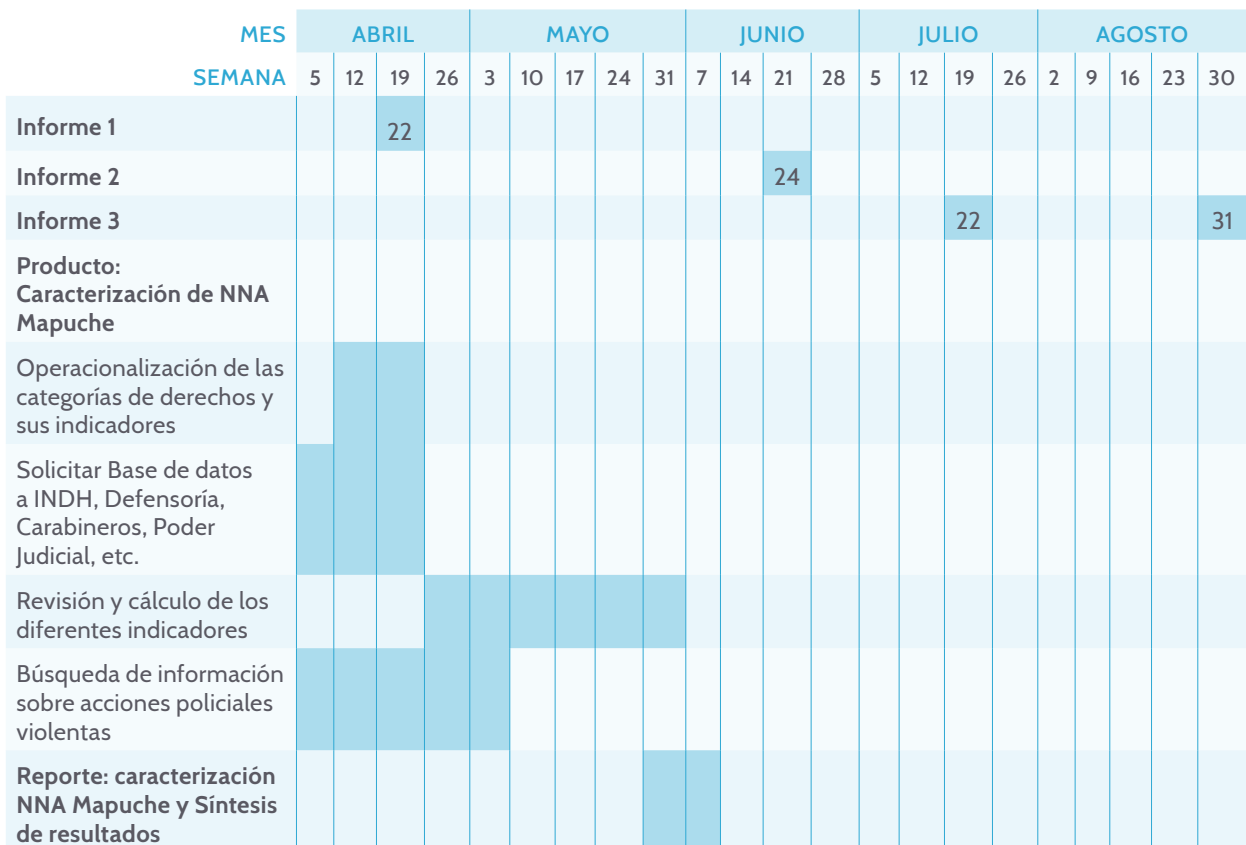 MES ABRIL MAYO JUNIO JULIO AGOSTO
SEMANA 5 12 19 26 3 10 17 24 31 7 14 21 28 5 12 19 26 2 9 16 23 30
Informe 1 22
Informe 2 24
Informe 3 22 31
Producto:
Caracterización de NNA
Mapuche
Operacionalización de las
categorías de derechos y
sus indicadores
Solicitar Base de datos
a INDH, Defensoría,
Carabineros, Poder
Judicial, etc.
Revisión y cálculo de los
diferentes indicadores
Búsqueda de información
sobre acciones policiales
violentas
Reporte: caracterización
NNA Mapuche y Síntesis
de resultados